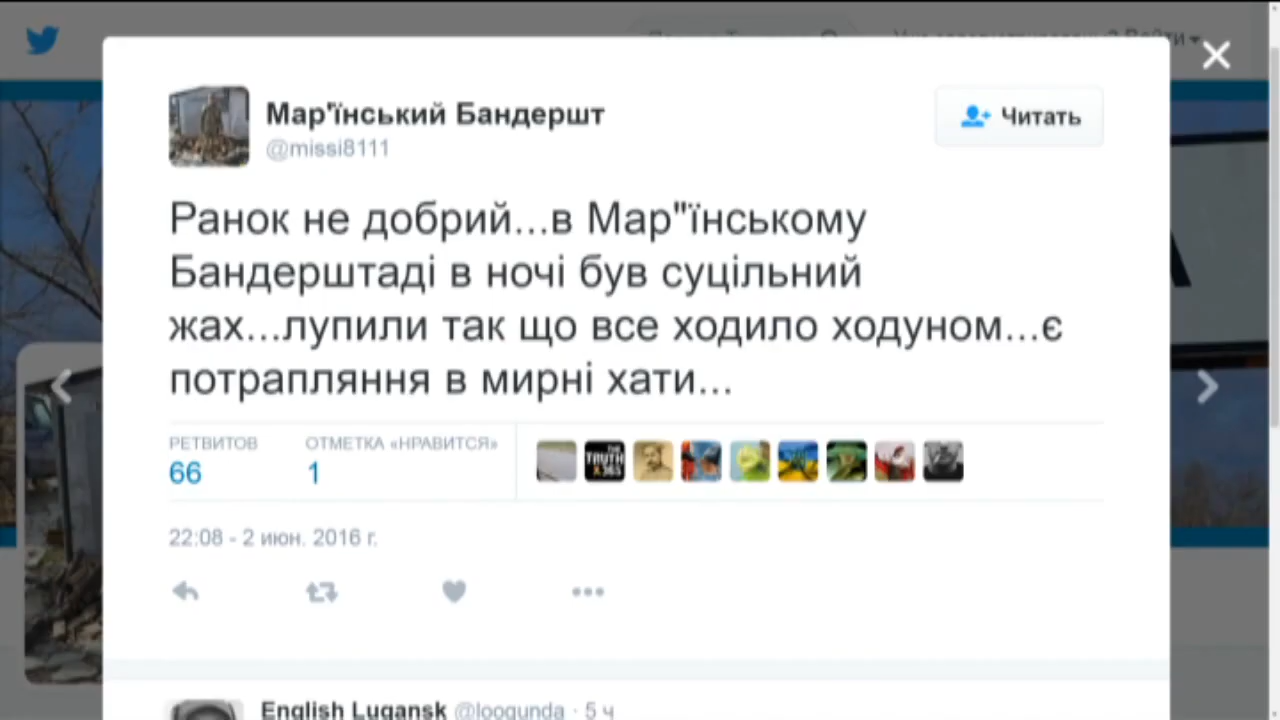 Мар'їнський Бандершт
@missi8111
Читать
Ранок не добрий...в Мар"їнському
Бандерштаді в ночі був суцільний
жах...лупили так що все ходило ходуном...є
потрапляння в мирні хати...
РЕТВИТОВ
66
ОТМЕТКА «НРАВИТСЯ»
1
THE
TRUTH
22:08 - 2 июн. 2016 г.
English Lugansk @loogunda · 5 ч